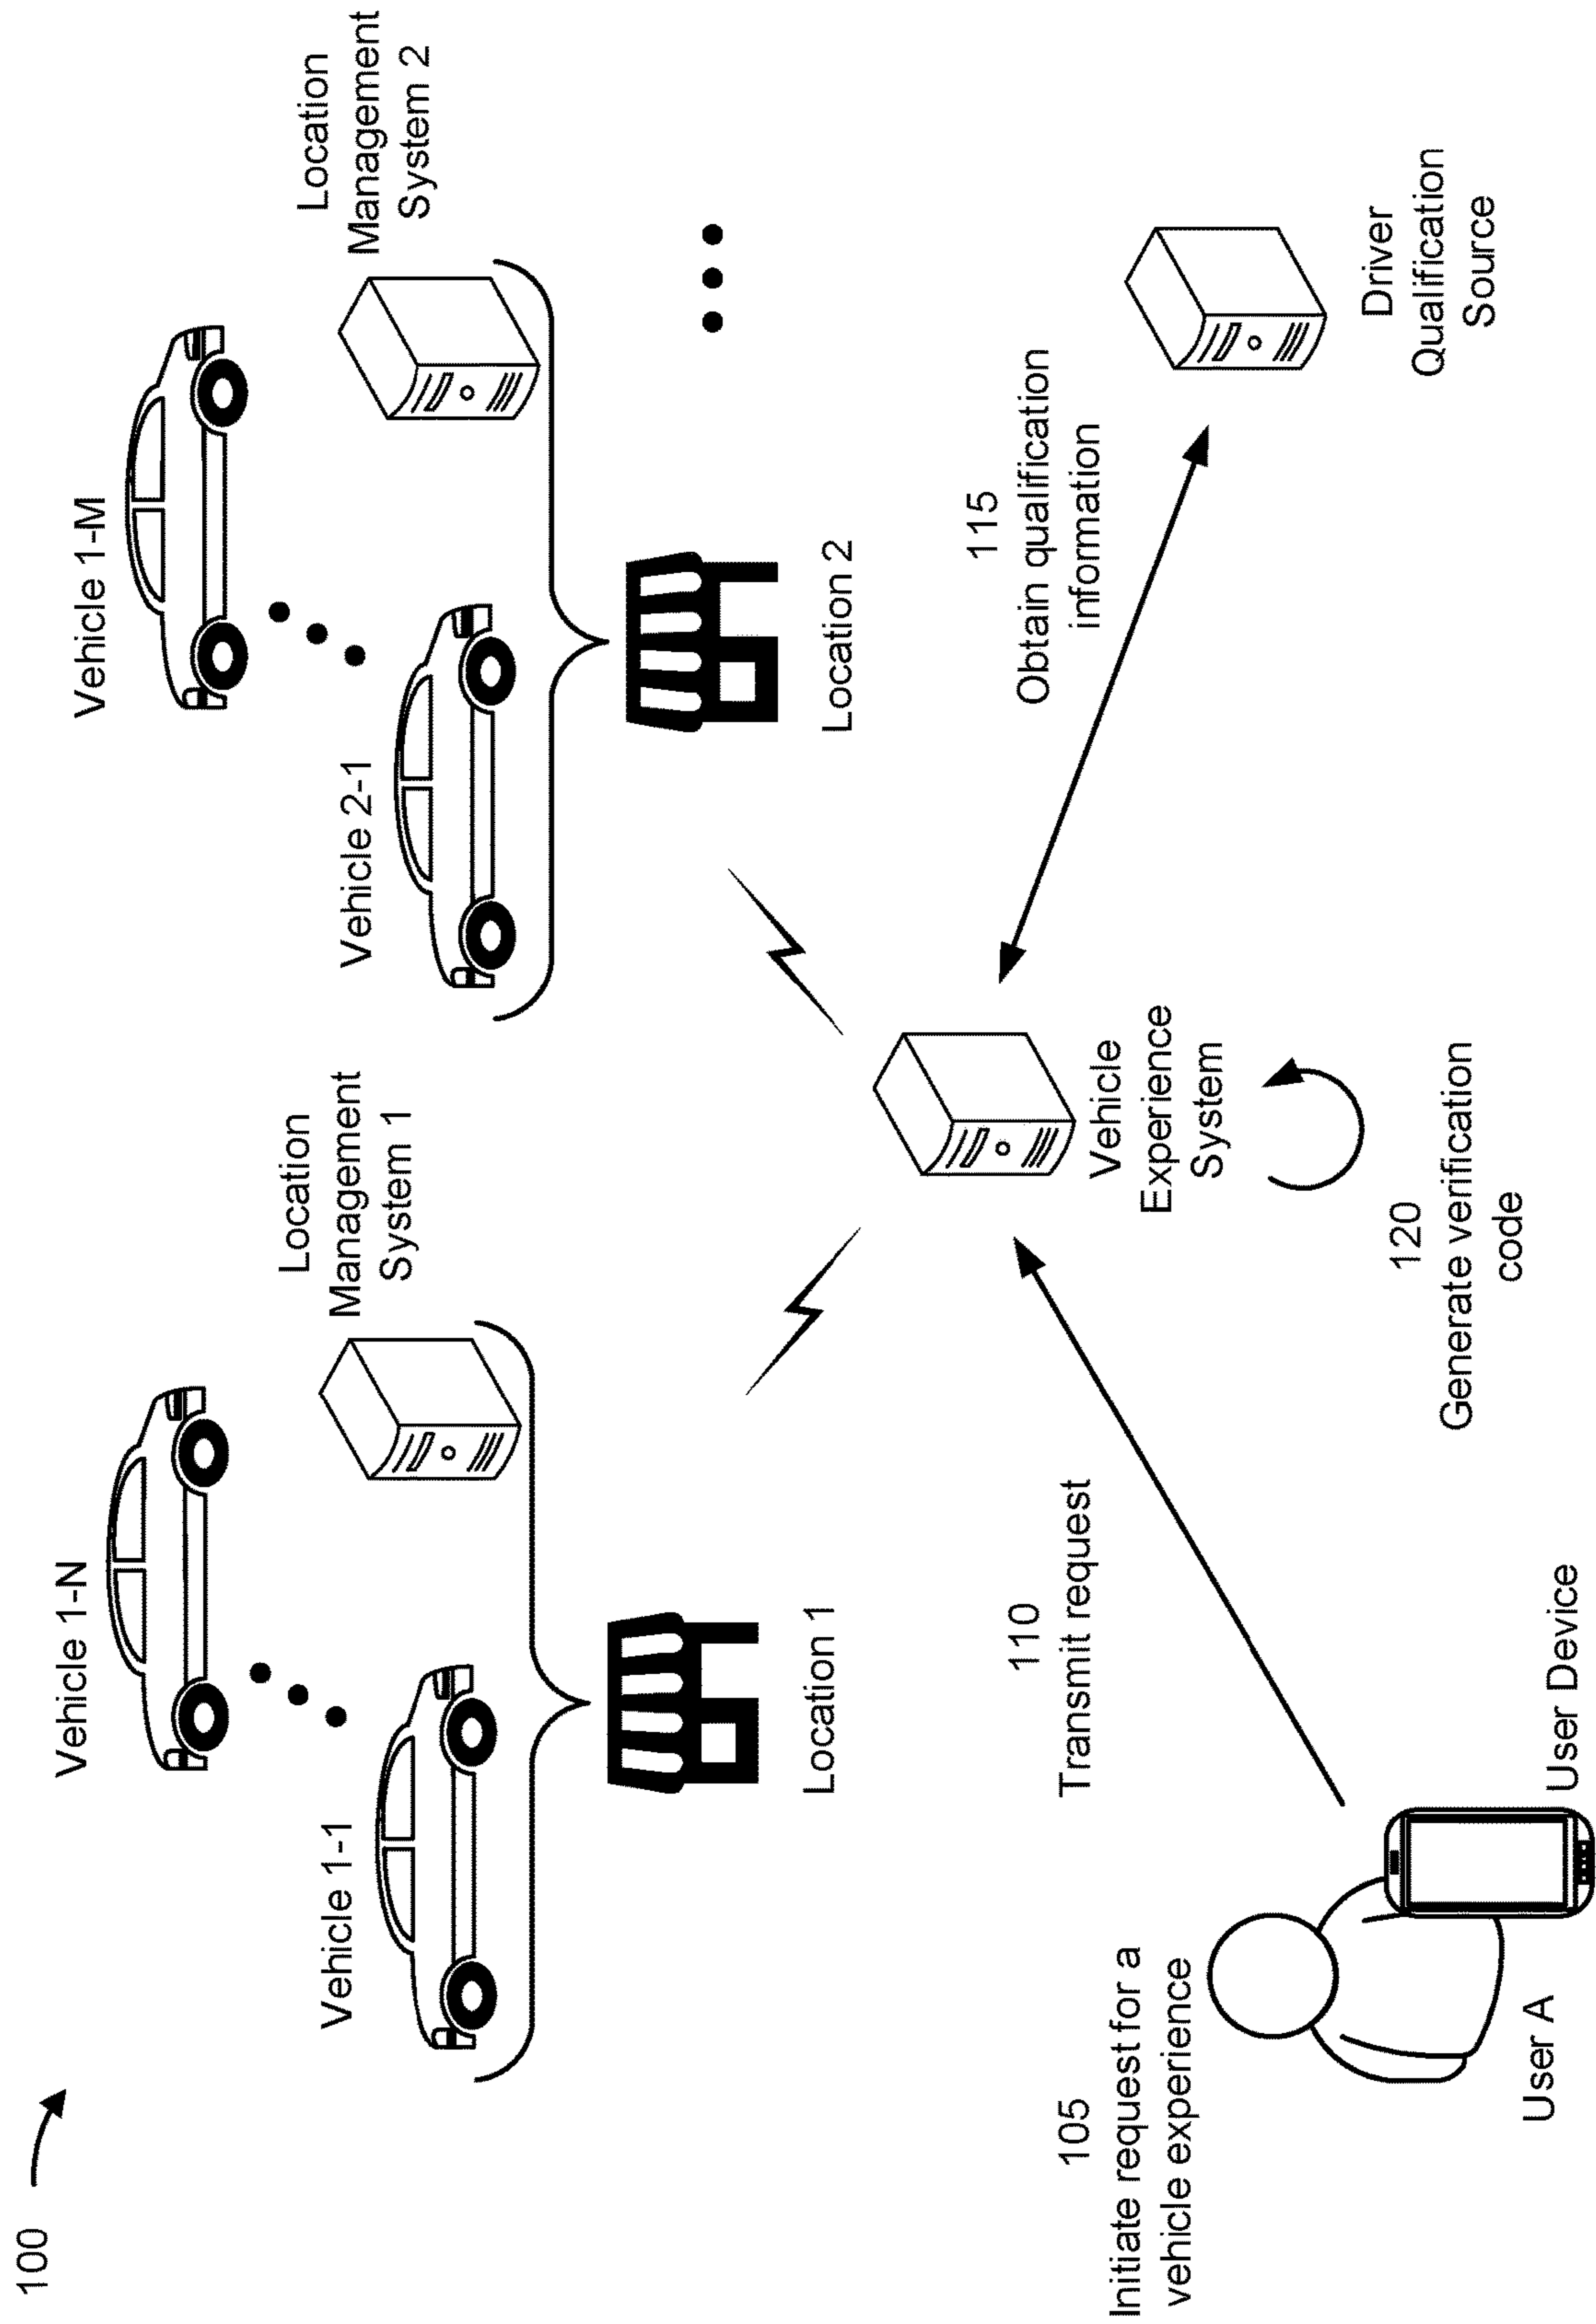 100
Vehicle 1-N
Vehicle 1-1
Location
Management
System 1
Location 1
Vehicle 1-M
Vehicle 2-1
Location
Management
System 2
Location 2
105
Initiate request for a
vehicle experience
User A
User Device
110
Transmit request
Vehicle
Experience
System
120
Generate verification
code
115
Obtain qualification
information
Driver
Qualification
Source